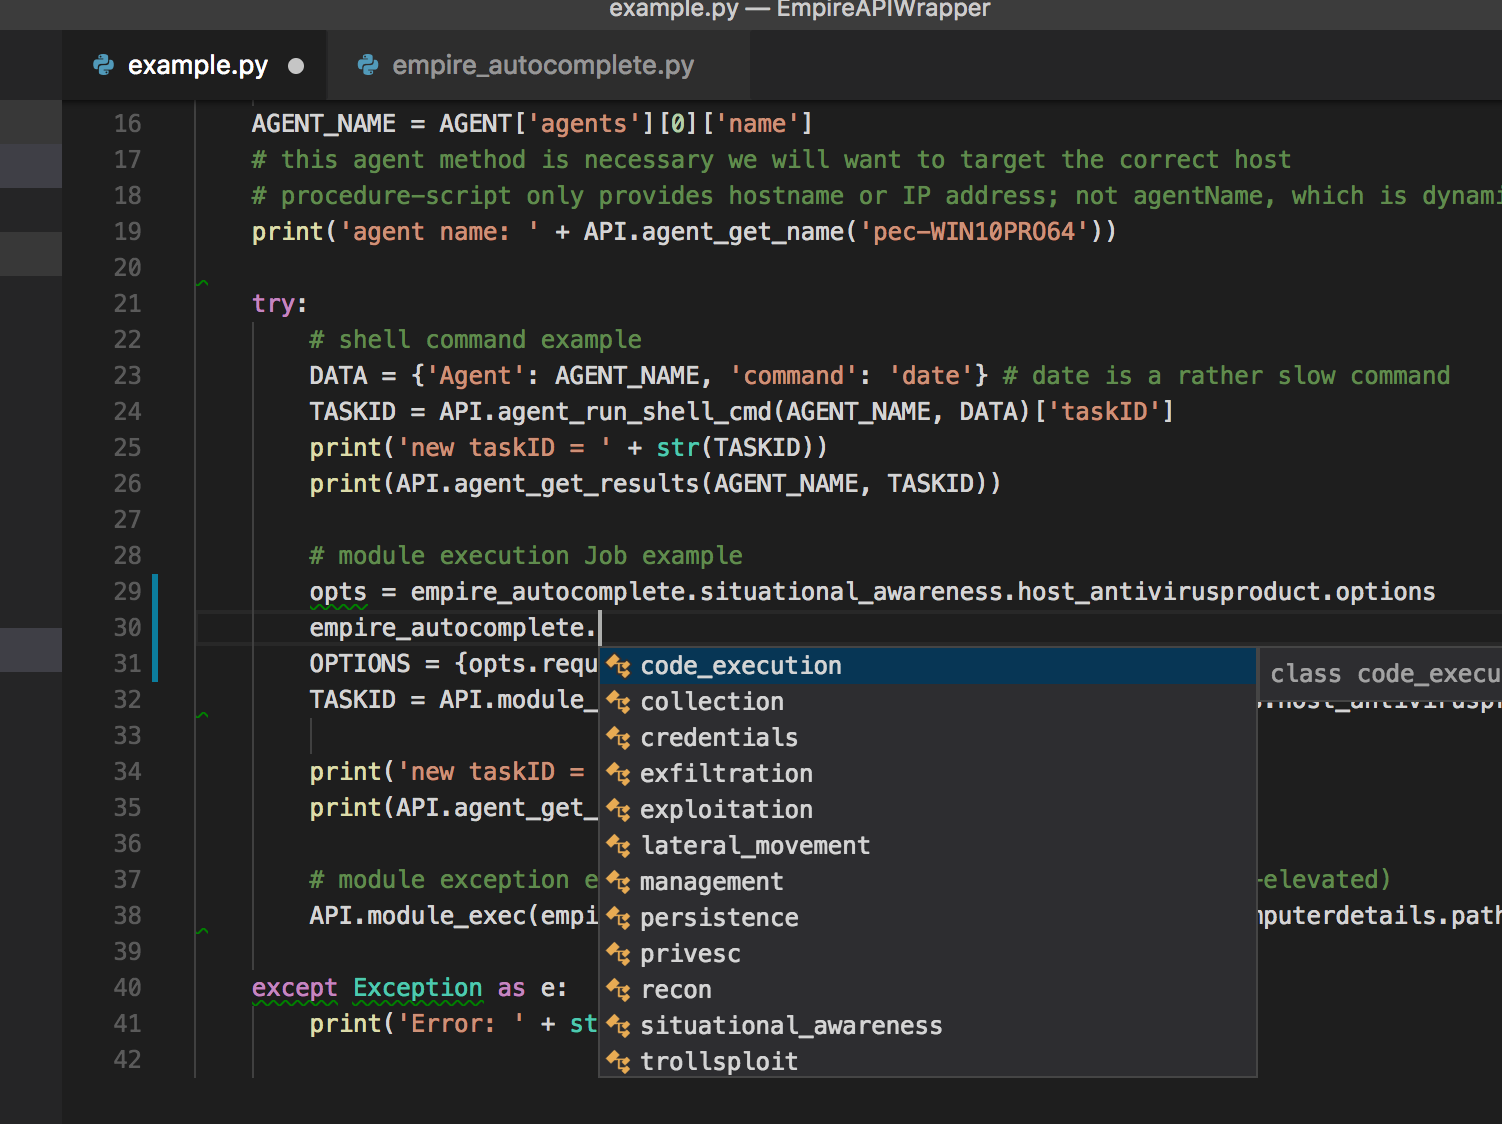 example.py — EmpireAPIWrapper
example.py empire_autocomplete.py
16 AGENT_NAME = AGENT['agents'][0]['name']
17 # this agent method is necessary we will want to target the correct host
18 # procedure-script only provides hostname or IP address; not agentName, which is dynami
19 print('agent name: ' + API.agent_get_name('pec-WIN10PRO64'))
20
21 try:
22 # shell command example
23 DATA = {'Agent': AGENT_NAME, 'command': 'date'} # date is a rather slow command
24 TASKID = API.agent_run_shell_cmd(AGENT_NAME, DATA)['taskID']
25 print('new taskID = ' + str(TASKID))
26 print(API.agent_get_results(AGENT_NAME, TASKID))
27
28 # module execution Job example
29 opts = empire_autocomplete.situational_awareness.host_antivirusproduct.options
30 empire_autocomplete.
31 OPTIONS = {opts.requ code_execution class code_execu
32 TASKID = API.module_ collection .host_antivirusp
33 credentials
34 print('new taskID = exfiltration
35 print(API.agent_get_ exploitation
36 lateral_movement
37 # module exception e management -elevated)
38 API.module_exec(empi persistence mputerdetails.path
39 privesc
40 except Exception as e: recon
41 print('Error: ' + st situational_awareness
42 trollsploit